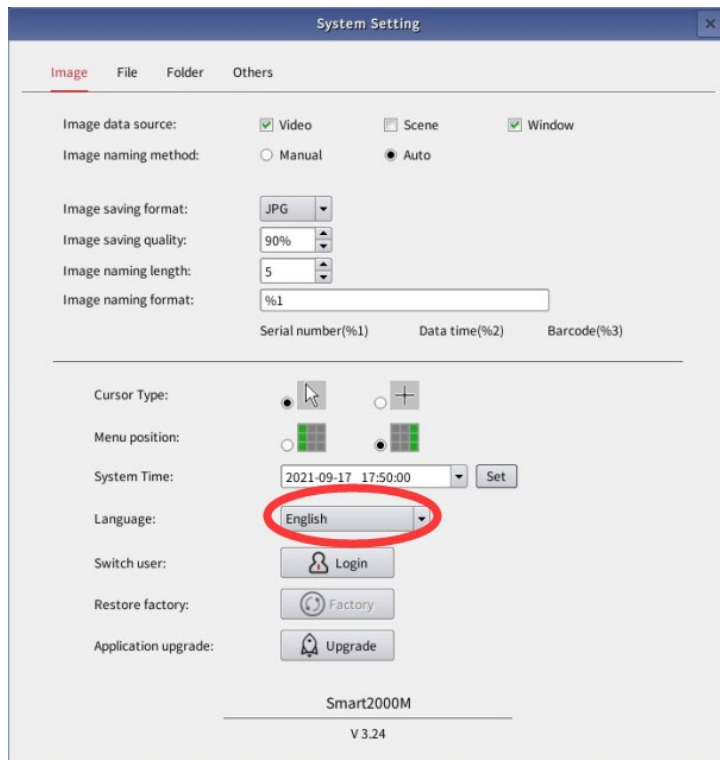 System Setting
Image File Folder Others
Image data source: Video Scene Window
Image naming method: Manual Auto
Image saving format: JPG
Image saving quality: 90%
Image naming length: 5
Image naming format: %1
Serial number(%1) Data time(%2) Barcode(%3)
Cursor Type:
Menu position:
System Time: 2021-09-17 17:50:00 Set
Language: English
Switch user: Login
Restore factory: Factory
Application upgrade: Upgrade
Smart2000M
V 3.24